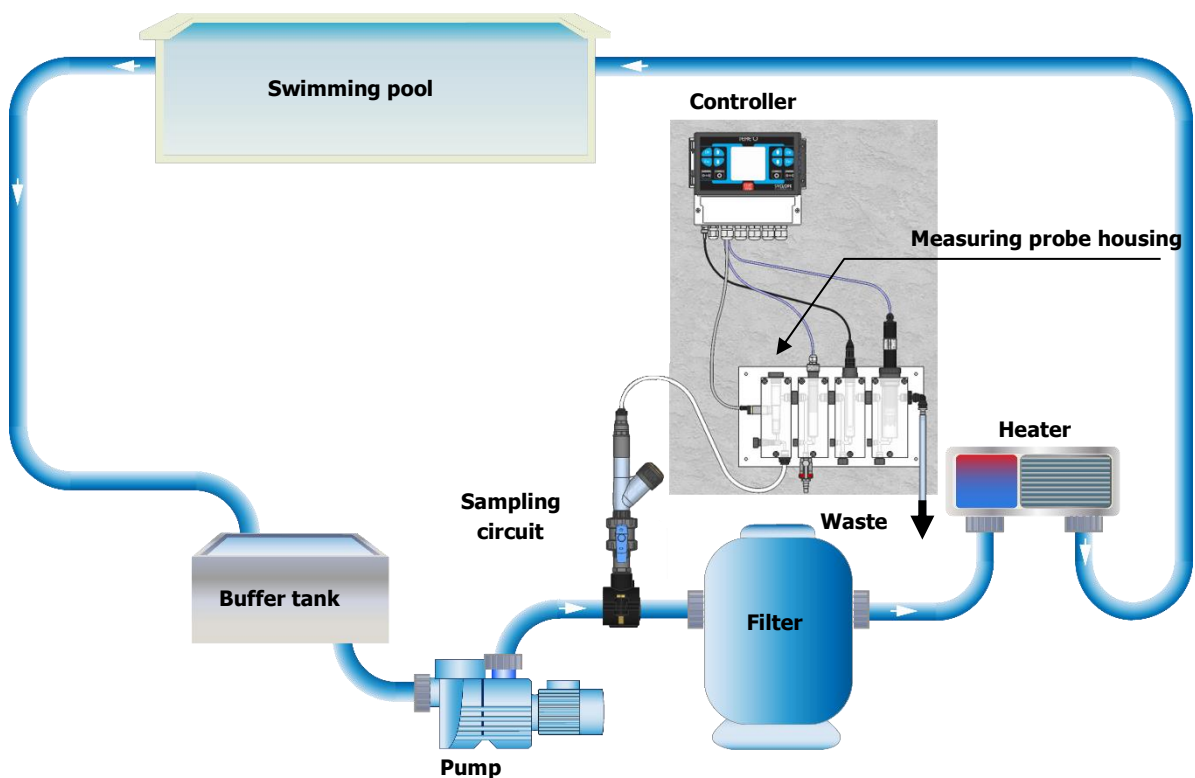 Swimming pool
Controller
Measuring probe housing
Heater
Sampling
circuit
Waste
Buffer tank
Filter
Pump